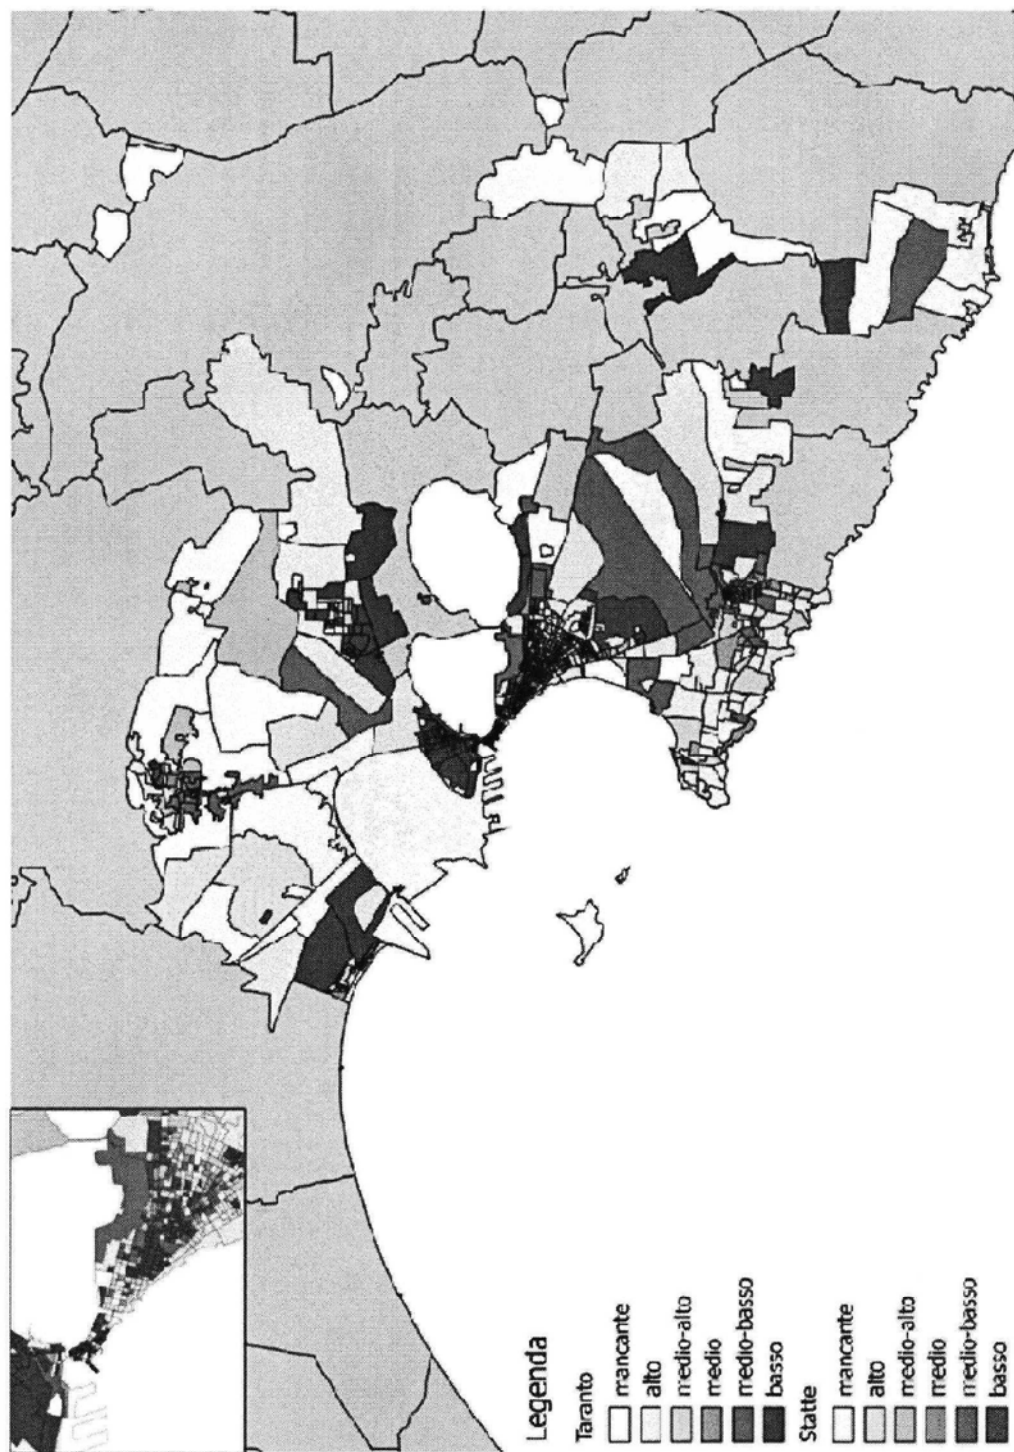 Legenda
Taranto
mancante
alto
medio-alto
medio
medio-basso
basso
Statte
mancante
alto
medio-alto
medio
medio-basso
basso